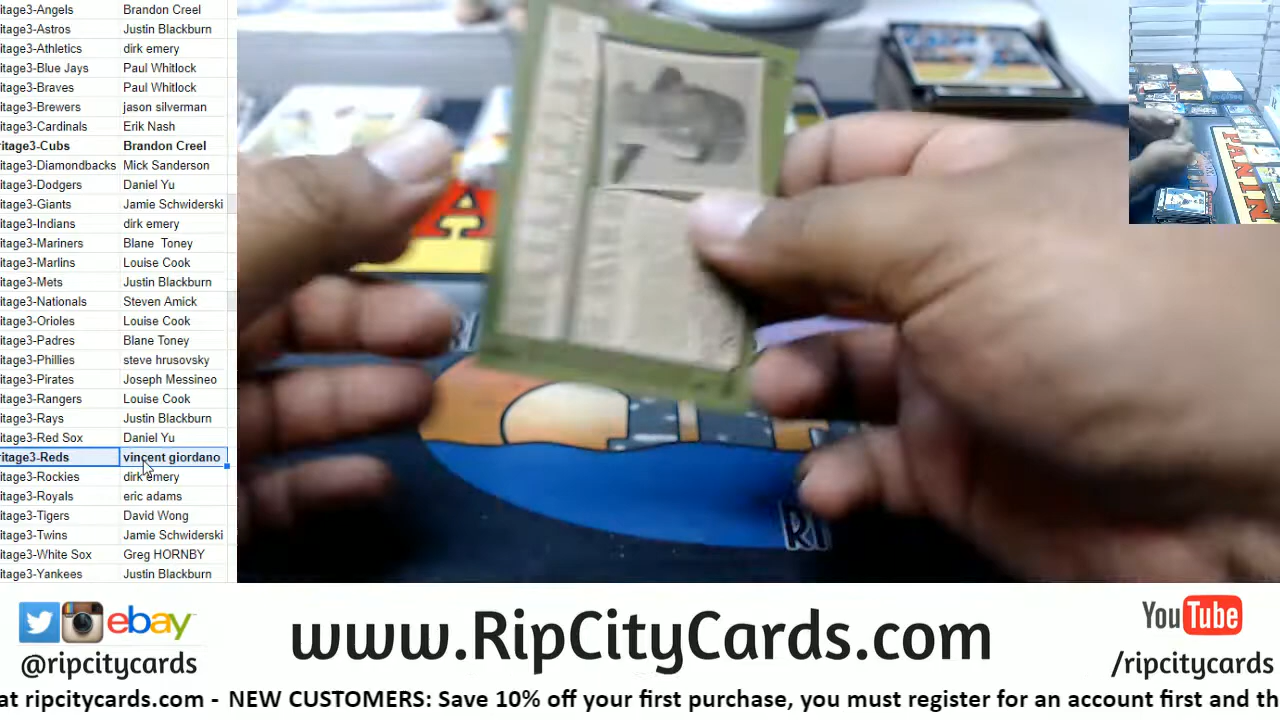 itage3-Angels Brandon Creel
itage3-Astros Justin Blackburn
itage3-Athletics dirk emery
itage3-Blue Jays Paul Whitlock
itage3-Braves Paul Whitlock
itage3-Brewers jason silverman
itage3-Cardinals Erik Nash
ritage3-Cubs Brandon Creel
itage3-Diamondbacks Mick Sanderson
itage3-Dodgers Daniel Yu
itage3-Giants Jamie Schwiderski
itage3-Indians dirk emery
itage3-Mariners Blane Toney
itage3-Marlins Louise Cook
itage3-Mets Justin Blackburn
itage3-Nationals Steven Amick
itage3-Orioles Louise Cook
itage3-Padres Blane Toney
itage3-Phillies steve hrusovsky
itage3-Pirates Joseph Messineo
itage3-Rangers Louise Cook
itage3-Rays Justin Blackburn
itage3-Red Sox Daniel Yu
ritage3-Reds vincent giordano
itage3-Rockies dirk emery
itage3-Royals eric adams
itage3-Tigers David Wong
itage3-Twins Jamie Schwiderski
itage3-White Sox Greg HORNBY
itage3-Yankees Justin Blackburn
A
RI
PANINI
ebay
@ripcitycards
www.RipCityCards.com
YouTube
/ripcitycards
at ripcitycards.com - NEW CUSTOMERS: Save 10% off your first purchase, you must register for an account first and th